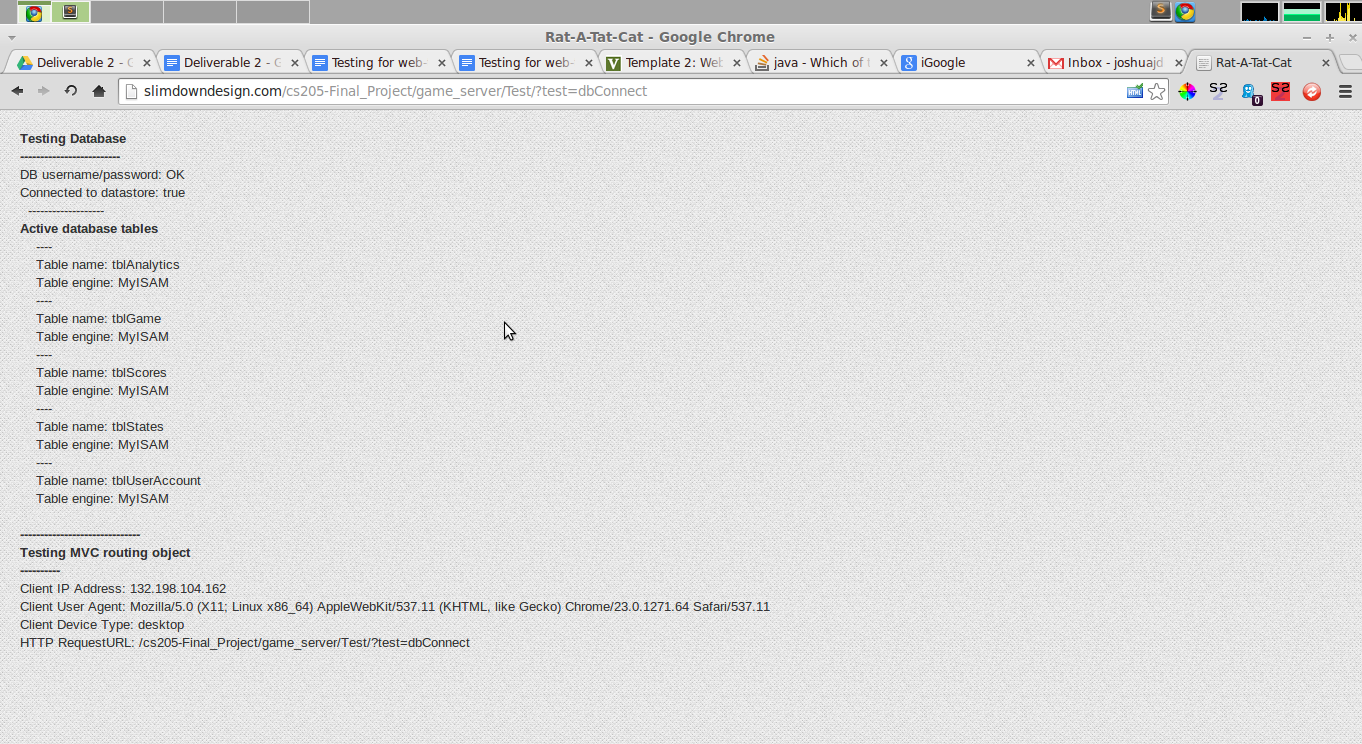 Rat-A-Tat-Cat - Google Chrome
Deliverable 2 - Deliverable 2 - Testing for web- Testing for web- Template 2: Web java - Which of iGoogle Inbox - joshuajd Rat-A-Tat-Cat
slimdowndesign.com/cs205-Final_Project/game_server/Test/?test=dbConnect
Testing Database
-------------------------
DB username/password: OK
Connected to datastore: true
-------------------
Active database tables
----
Table name: tblAnalytics
Table engine: MyISAM
----
Table name: tblGame
Table engine: MyISAM
----
Table name: tblScores
Table engine: MyISAM
----
Table name: tblStates
Table engine: MyISAM
----
Table name: tblUserAccount
Table engine: MyISAM
------------------------------
Testing MVC routing object
----------
Client IP Address: 132.198.104.162
Client User Agent: Mozilla/5.0 (X11; Linux x86_64) AppleWebKit/537.11 (KHTML, like Gecko) Chrome/23.0.1271.64 Safari/537.11
Client Device Type: desktop
HTTP RequestURL: /cs205-Final_Project/game_server/Test/?test=dbConnect